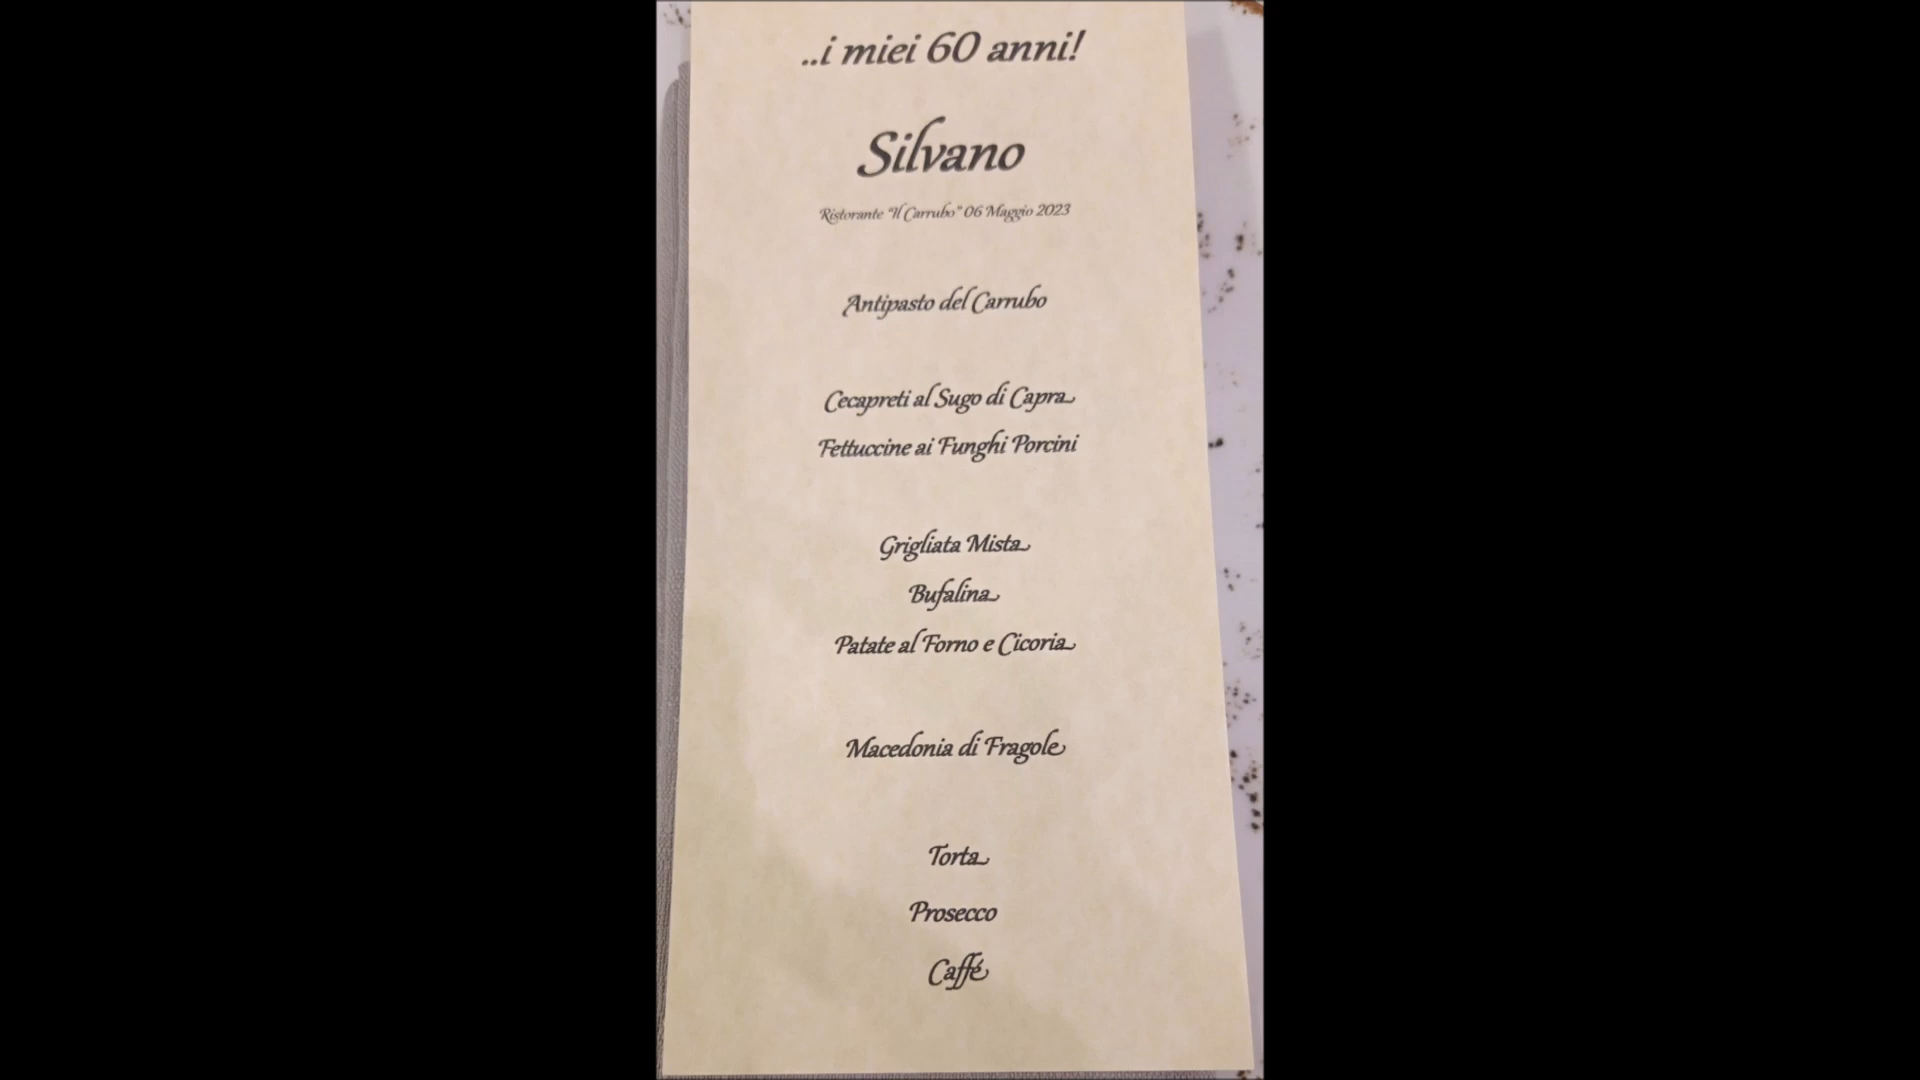 ..i miei 60 anni!
Silvano
Ristorante "Il Carrubo" 06 Maggio 2023
Antipasto del Carrubo
Cecapreti al Sugo di Capra
Fettuccine ai Funghi Porcini
Grigliata Mista
Bufalina
Patate al Forno e Cicoria
Macedonia di Fragole
Torta
Prosecco
Caffé